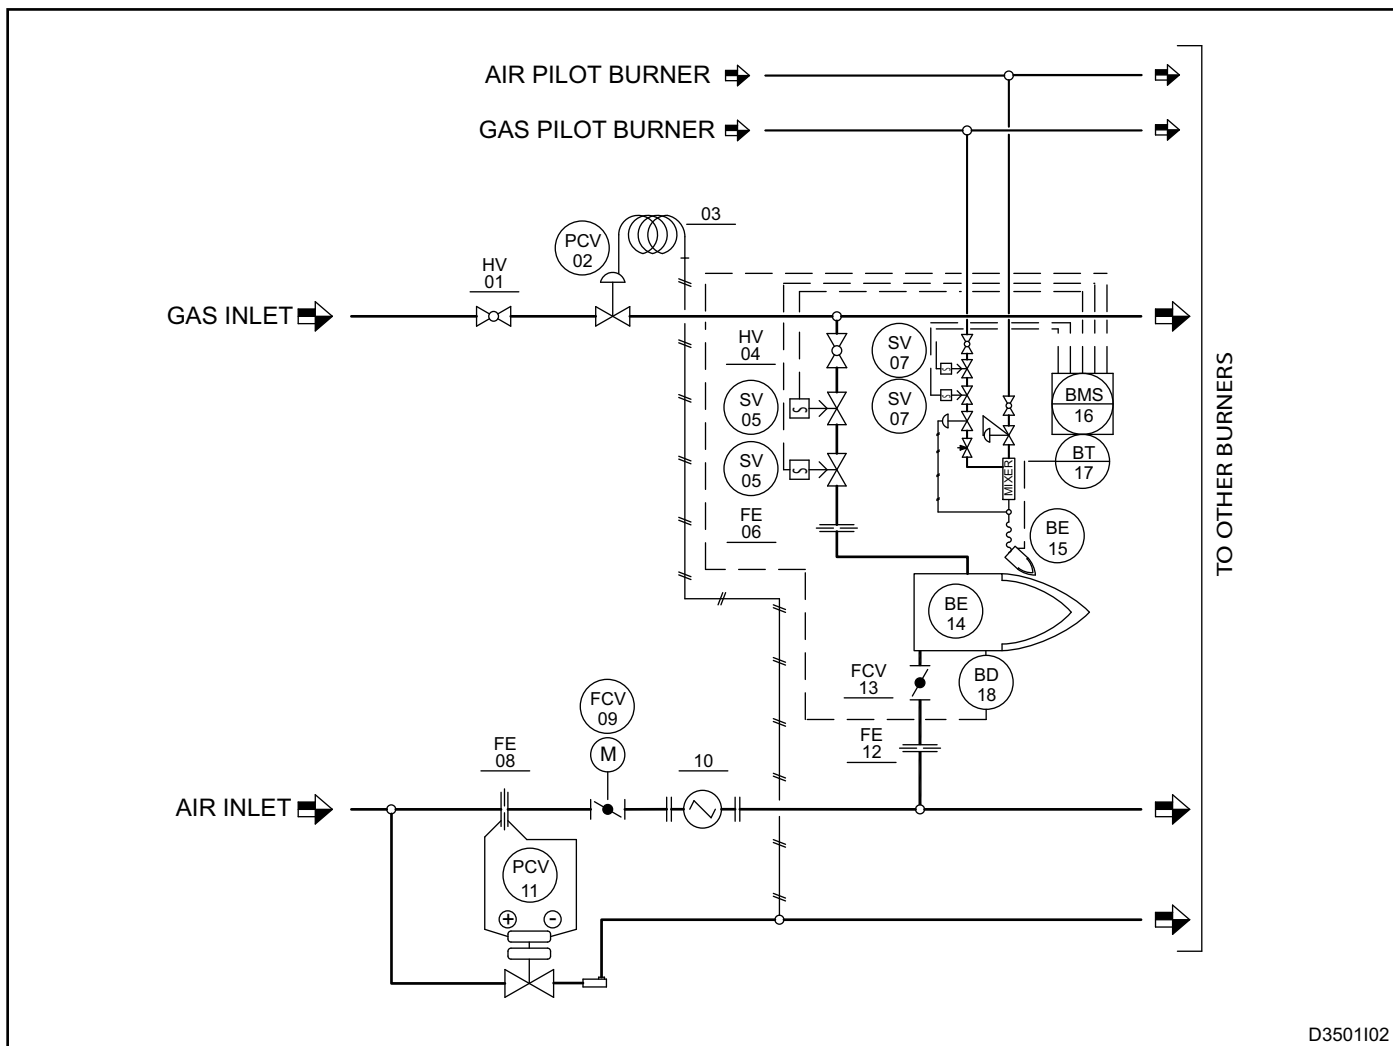 AIR PILOT BURNER
GAS PILOT BURNER
03
PCV
02
HV
01
GAS INLET
HV
04
SV
07
SV
05
SV
07
BMS
16
SV
05
BT
17
MIXER
FE
06
BE
15
TO OTHER BURNERS
BE
14
FCV
13
BD
18
FCV
09
M
FE
08
10
FE
12
AIR INLET
PCV
11
+ -
D3501I02